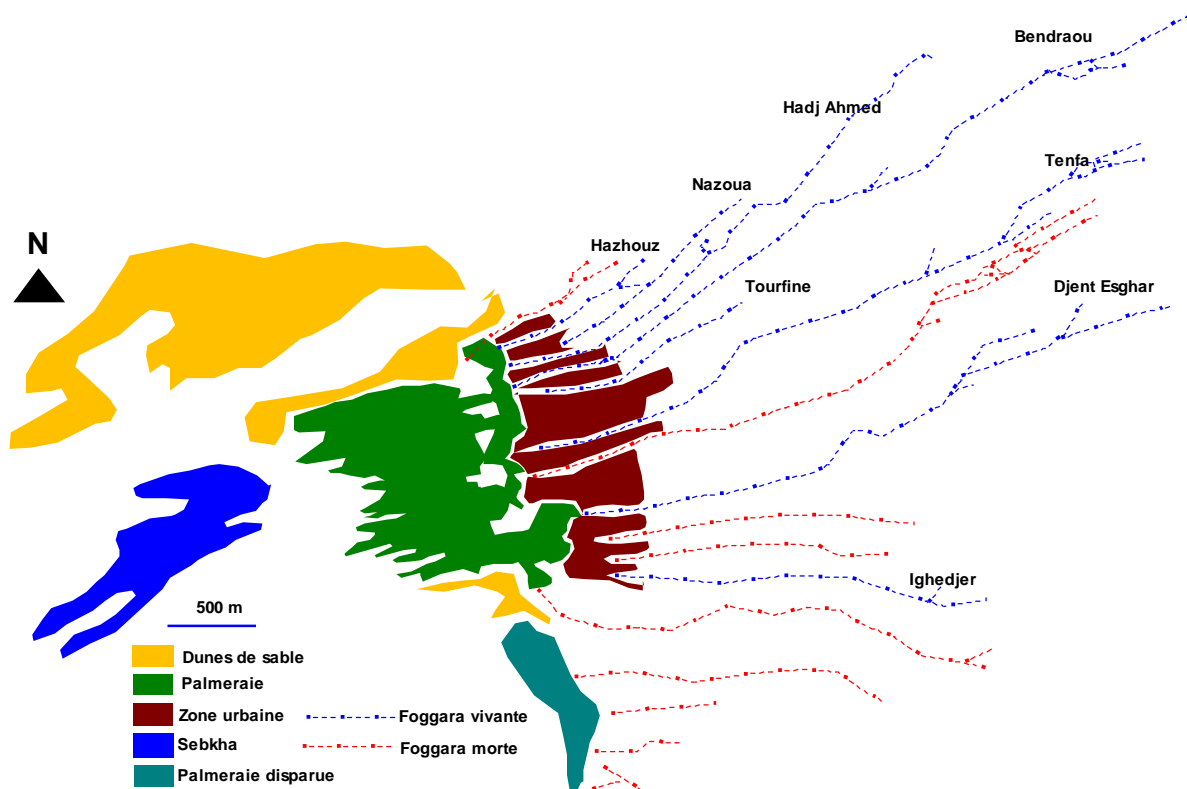 Bendraou
Hadj Ahmed
Tenfa
Nazoua
N
Hazhouz
Tourfine
Djent Esghar
Ighedjer
500 m
Dunes de sable
Palmeraie
Zone urbaine
Foggara vivante
Sebkha
Foggara morte
Palmeraie disparue